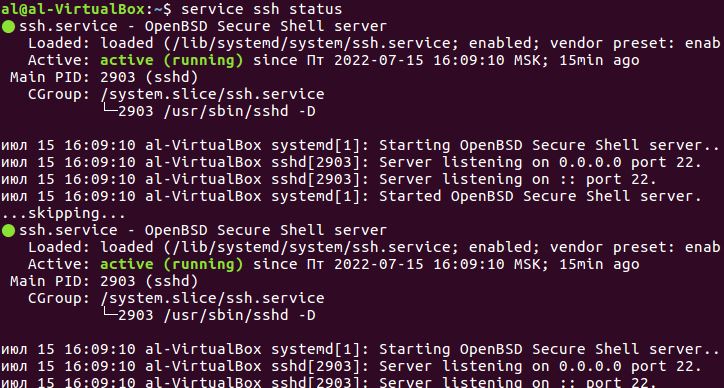 al@al-VirtualBox:~$ service ssh status
● ssh.service - OpenBSD Secure Shell server
   Loaded: loaded (/lib/systemd/system/ssh.service; enabled; vendor preset: enab
   Active: active (running) since Пт 2022-07-15 16:09:10 MSK; 15min ago
 Main PID: 2903 (sshd)
   CGroup: /system.slice/ssh.service
           └─2903 /usr/sbin/sshd -D

июл 15 16:09:10 al-VirtualBox systemd[1]: Starting OpenBSD Secure Shell server..
июл 15 16:09:10 al-VirtualBox sshd[2903]: Server listening on 0.0.0.0 port 22.
июл 15 16:09:10 al-VirtualBox sshd[2903]: Server listening on :: port 22.
июл 15 16:09:10 al-VirtualBox systemd[1]: Started OpenBSD Secure Shell server.
...skipping...
● ssh.service - OpenBSD Secure Shell server
   Loaded: loaded (/lib/systemd/system/ssh.service; enabled; vendor preset: enab
   Active: active (running) since Пт 2022-07-15 16:09:10 MSK; 15min ago
 Main PID: 2903 (sshd)
   CGroup: /system.slice/ssh.service
           └─2903 /usr/sbin/sshd -D

июл 15 16:09:10 al-VirtualBox systemd[1]: Starting OpenBSD Secure Shell server..
июл 15 16:09:10 al-VirtualBox sshd[2903]: Server listening on 0.0.0.0 port 22.
июл 15 16:09:10 al-VirtualBox sshd[2903]: Server listening on :: port 22.